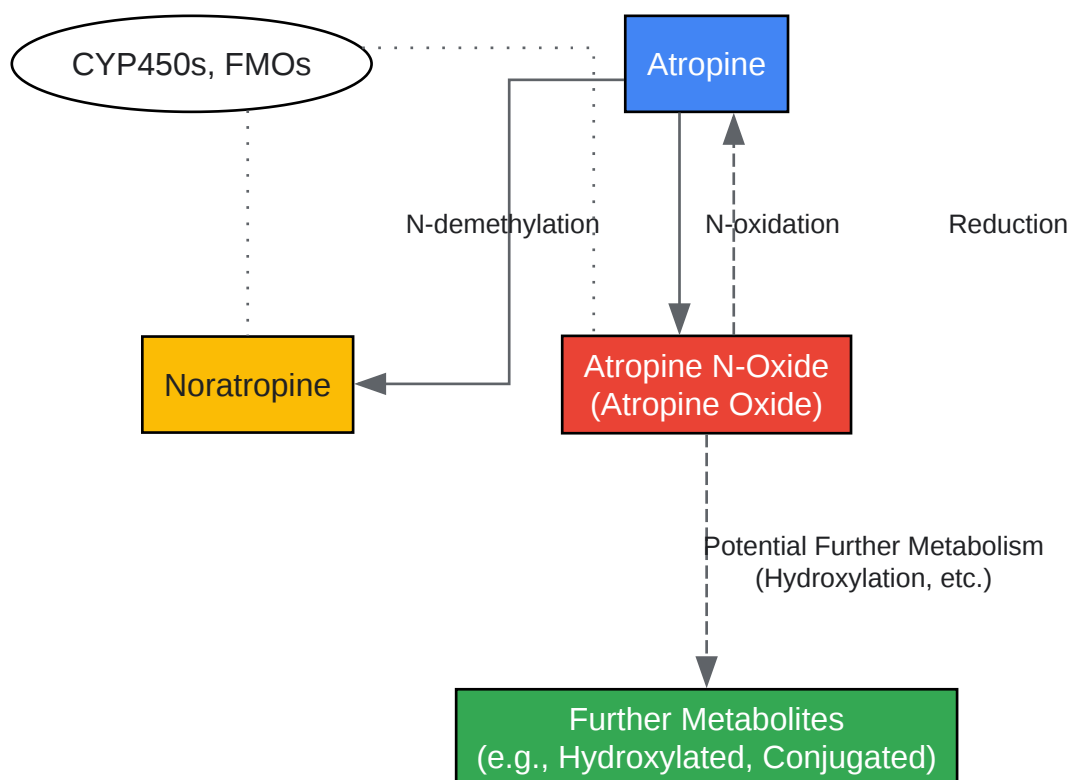 CYP450s, FMOs
Atropine
N-demethylation
N-oxidation
Reduction
Noratropine
Atropine N-Oxide
(Atropine Oxide)
Potential Further Metabolism
(Hydroxylation, etc.)
Further Metabolites
(e.g., Hydroxylated, Conjugated)